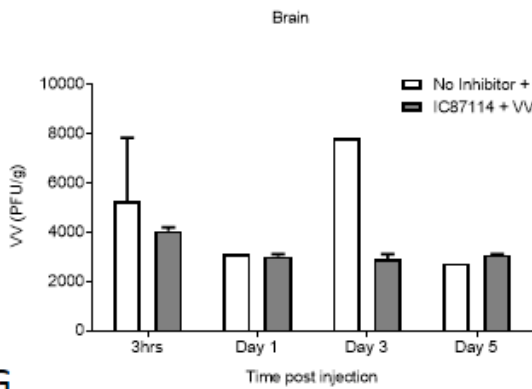 Brain
10000
8000
6000
4000
2000
0
VV (PFU/g)
No Inhibitor +
IC87114 + VV
3hrs Day 1 Day 3 Day 5
Time post injection